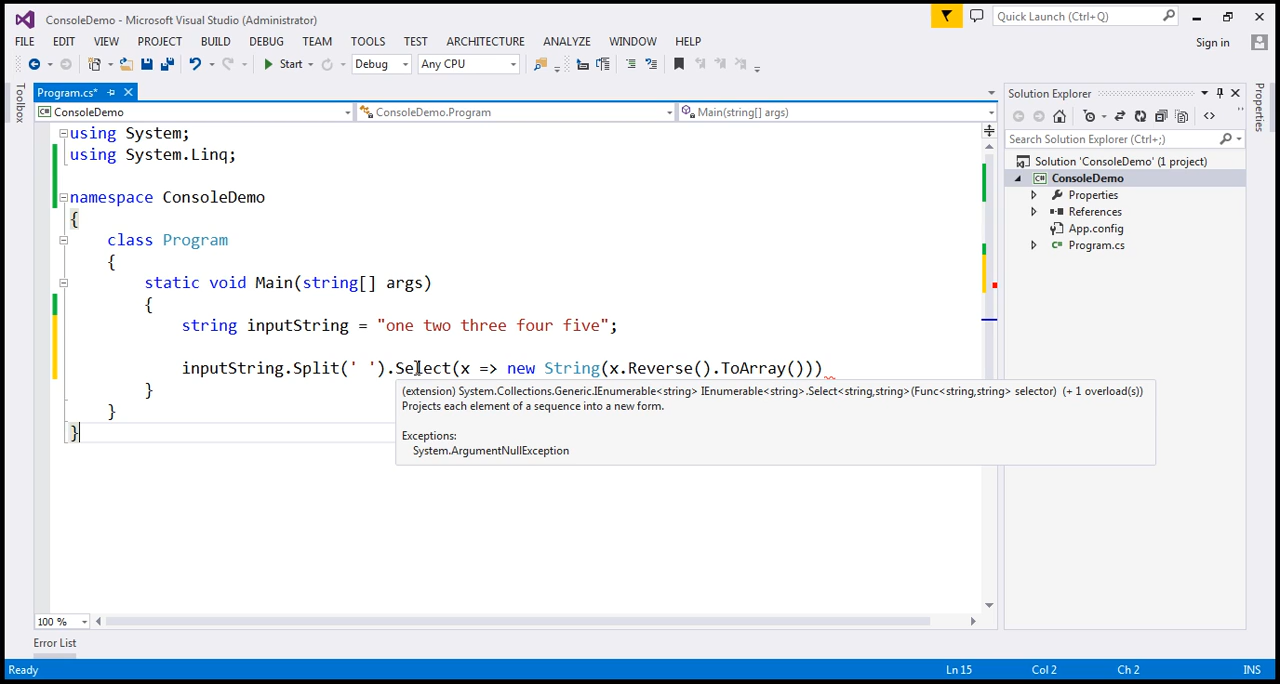 ConsoleDemo - Microsoft Visual Studio (Administrator)
Quick Launch (Ctrl+Q)
FILE EDIT VIEW PROJECT BUILD DEBUG TEAM TOOLS TEST ARCHITECTURE ANALYZE WINDOW HELP
Sign in
Start Debug Any CPU
Toolbox
Program.cs*
C# ConsoleDemo
ConsoleDemo.Program
Main(string[] args)
using System;
using System.Linq;
namespace ConsoleDemo
{
class Program
{
static void Main(string[] args)
{
string inputString = "one two three four five";
inputString.Split(' ').Select(x => new String(x.Reverse().ToArray()))
}
}
}
(extension) System.Collections.Generic.IEnumerable<string> IEnumerable<string>.Select<string,string>(Func<string,string> selector) (+ 1 overload(s))
Projects each element of a sequence into a new form.
Exceptions:
System.ArgumentNullException
Solution Explorer
Search Solution Explorer (Ctrl+;)
Solution 'ConsoleDemo' (1 project)
C# ConsoleDemo
Properties
References
App.config
C# Program.cs
Properties
100 %
Error List
Ready
Ln 15 Col 2 Ch 2 INS